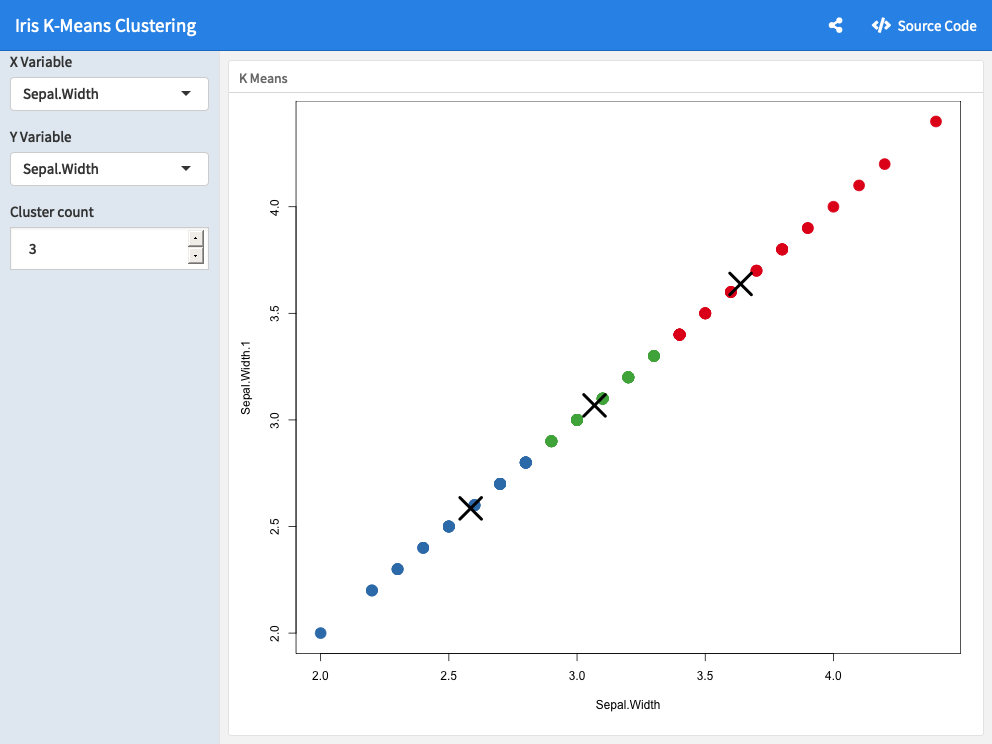 Iris K-Means Clustering
Source Code
X Variable
Sepal.Width
Y Variable
Sepal.Width
Cluster count
3
K Means
4.0
3.5
3.0
2.5
2.0
Sepal.Width.1
2.0 2.5 3.0 3.5 4.0
Sepal.Width